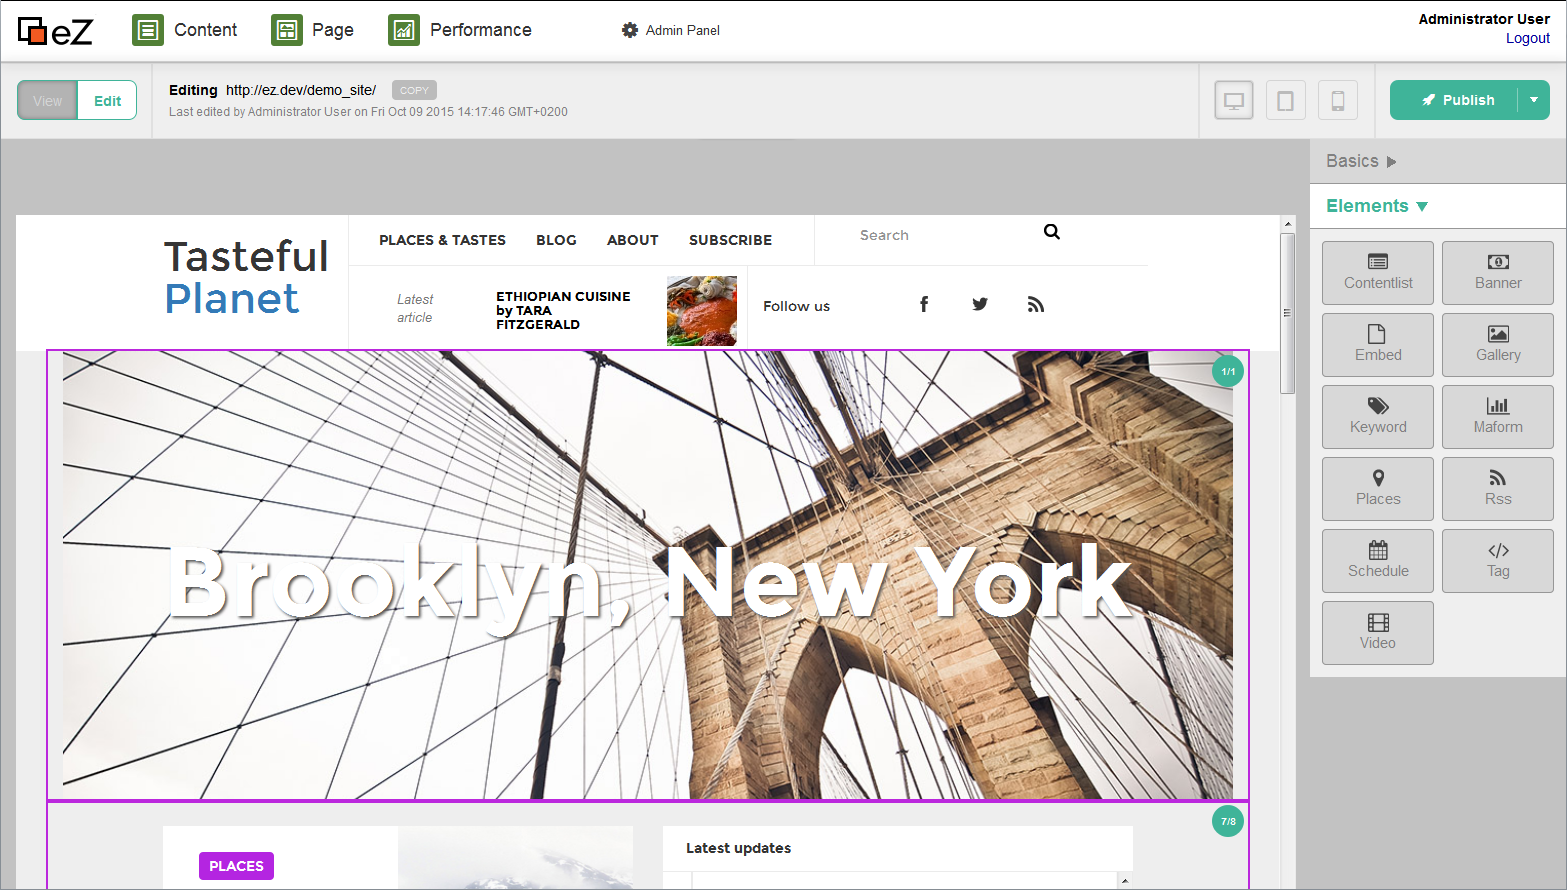 eZ
Content
Page
Performance
Admin Panel
Administrator User
Logout
View
Edit
Editing http://ez.dev/demo_site/
COPY
Last edited by Administrator User on Fri Oct 09 2015 14:17:46 GMT+0200
Publish
Basics
Elements
Tasteful
Planet
PLACES & TASTES
BLOG
ABOUT
SUBSCRIBE
Search
Latest
article
ETHIOPIAN CUISINE
by TARA
FITZGERALD
Follow us
1/1
Brooklyn, New York
7/8
PLACES
Latest updates
Contentlist
Banner
Embed
Gallery
Keyword
Maform
Places
Rss
Schedule
Tag
Video